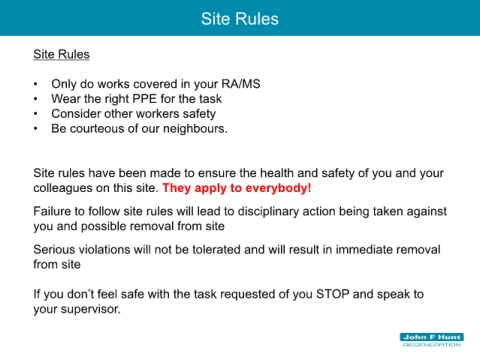 Site Rules
Site Rules
• Only do works covered in your RA/MS
• Wear the right PPE for the task
• Consider other workers safety
• Be courteous of our neighbours.
Site rules have been made to ensure the health and safety of you and your
colleagues on this site. They apply to everybody!
Failure to follow site rules will lead to disciplinary action being taken against
you and possible removal from site
Serious violations will not be tolerated and will result in immediate removal
from site
If you don’t feel safe with the task requested of you STOP and speak to
your supervisor.
John F Hunt
REGENERATION